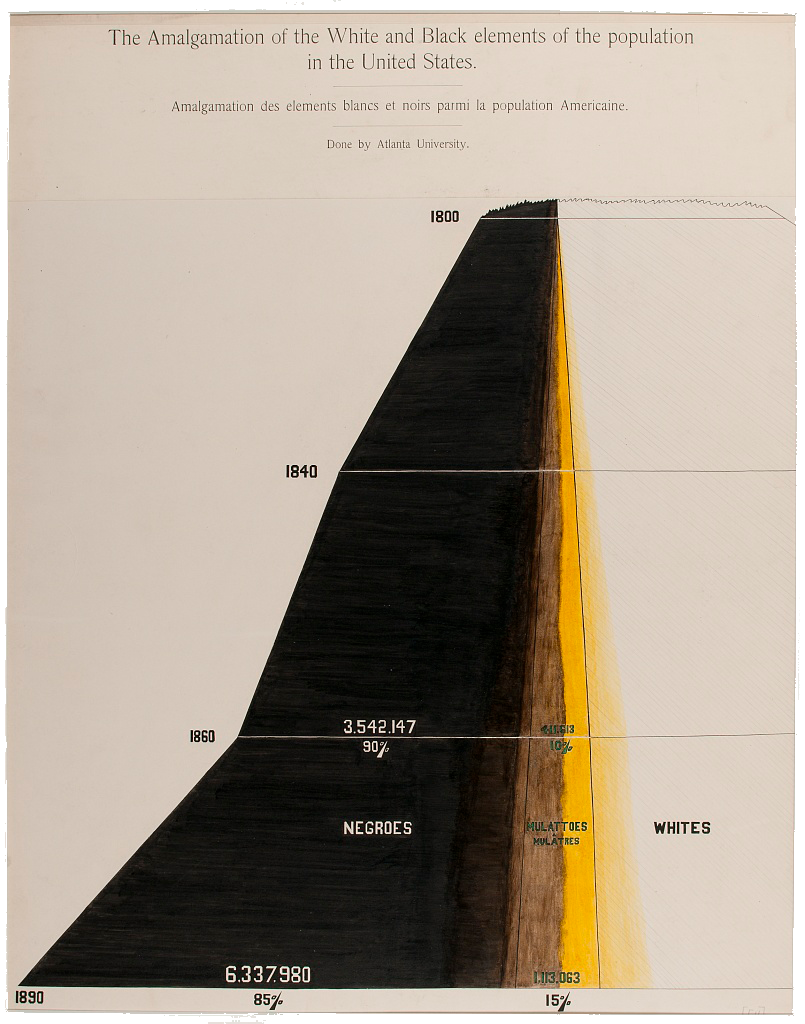 The Amalgamation of the White and Black elements of the population
in the United States.
Amalgamation des elements blancs et noirs parmi la population Americaine.
Done by Atlanta University.
1800
1840
3.542.147
1860
90%
10%
NEGROES
MULATTOES
WHITES
MULÂTRES
6.337.980
1.113.063
1890
85%
15%